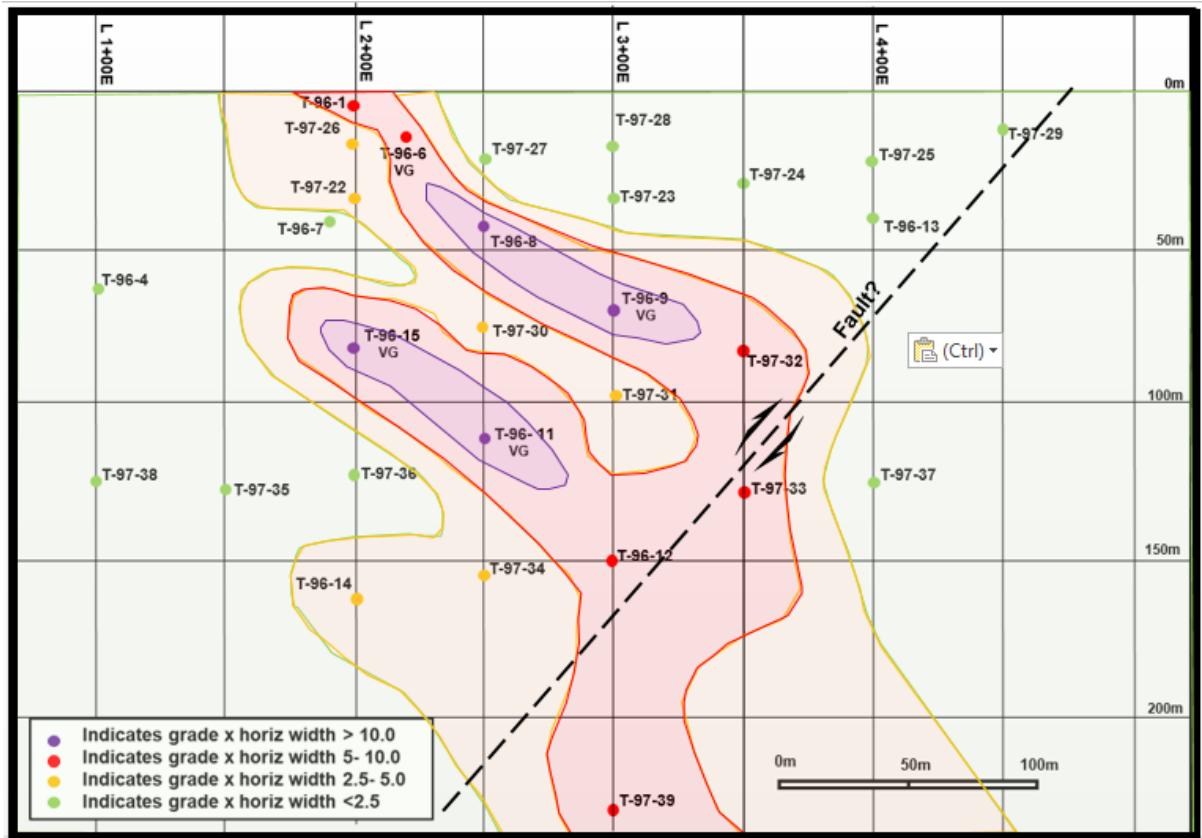 L 1+00E
L 2+00E
L 3+00E
L 4+00E
0m
T-96-1
T-97-26
T-96-6
VG
T-97-27
T-97-28
T-97-29
T-97-25
T-97-24
T-97-22
T-97-23
T-96-7
T-96-13
T-96-8
50m
T-96-4
T-96-9
VG
Fault?
T-96-15
VG
T-97-30
T-97-32
(Ctrl)
T-97-31
100m
T-96- 11
VG
T-97-38
T-97-35
T-97-36
T-97-33
T-97-37
T-96-12
150m
T-96-14
T-97-34
200m
Indicates grade x horiz width > 10.0
Indicates grade x horiz width 5- 10.0
Indicates grade x horiz width 2.5- 5.0
Indicates grade x horiz width <2.5
0m
50m
100m
T-97-39